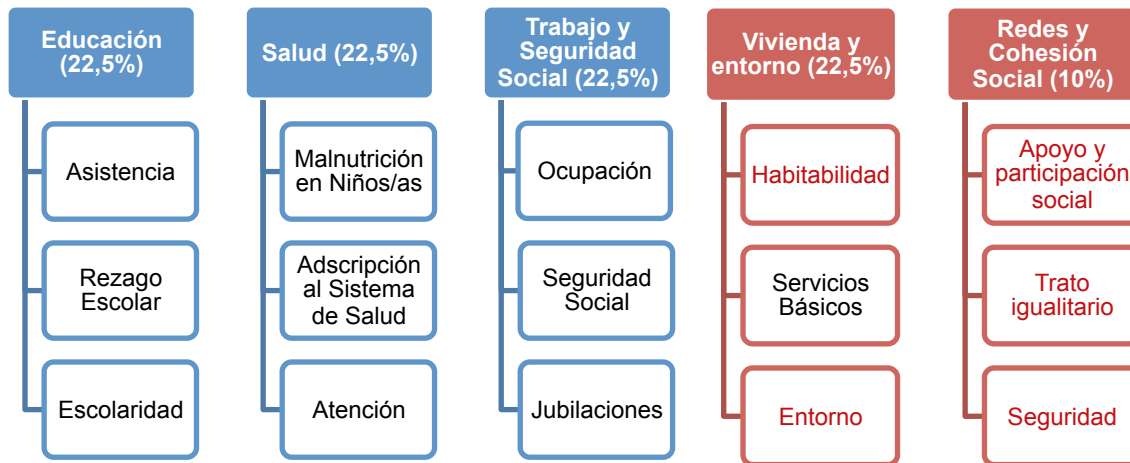 Educación
(22,5%)
Asistencia
Rezago
Escolar
Escolaridad
Salud (22,5%)
Malnutrición
en Niños/as
Adscripción
al Sistema
de Salud
Atención
Trabajo y
Seguridad
Social (22,5%)
Ocupación
Seguridad
Social
Jubilaciones
Vivienda y
entorno (22,5%)
Habitabilidad
Servicios
Básicos
Entorno
Redes y
Cohesión
Social (10%)
Apoyo y
participación
social
Trato
igualitario
Seguridad